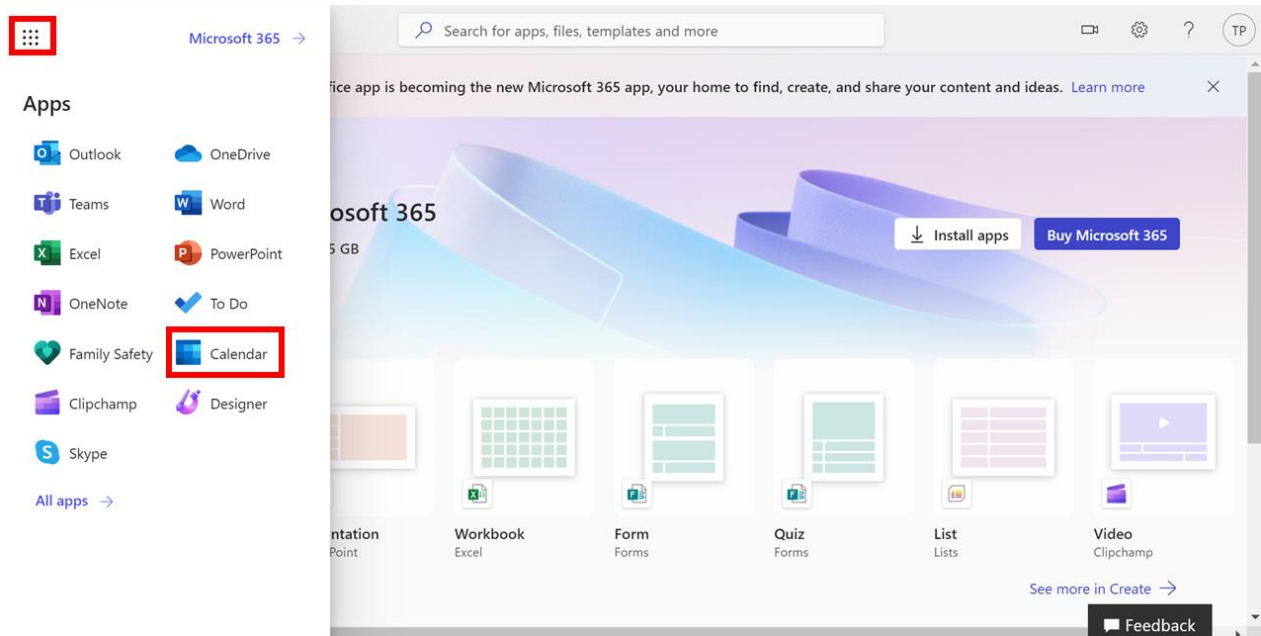 Microsoft 365 →
Search for apps, files, templates and more
TP
fice app is becoming the new Microsoft 365 app, your home to find, create, and share your content and ideas. Learn more
Apps
Outlook
OneDrive
Teams
Word
Excel
PowerPoint
OneNote
To Do
Family Safety
Calendar
Clipchamp
Designer
Skype
All apps →
osoft 365
5 GB
Install apps
Buy Microsoft 365
ntation
Point
Workbook
Excel
Form
Forms
Quiz
Forms
List
Lists
Video
Clipchamp
See more in Create →
Feedback